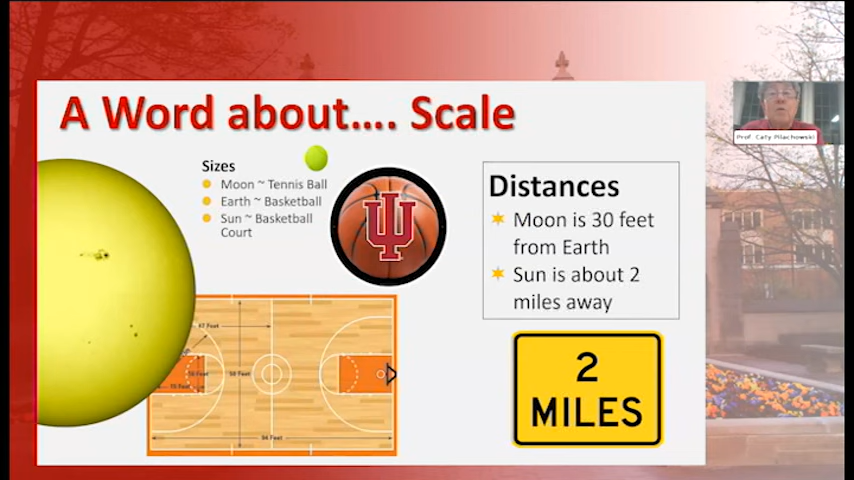 A Word about.... Scale
Prof. Caty Pilachowski
Sizes
Moon ~ Tennis Ball
Earth ~ Basketball
Sun ~ Basketball
Court
Distances
Moon is 30 feet
from Earth
Sun is about 2
miles away
2
MILES